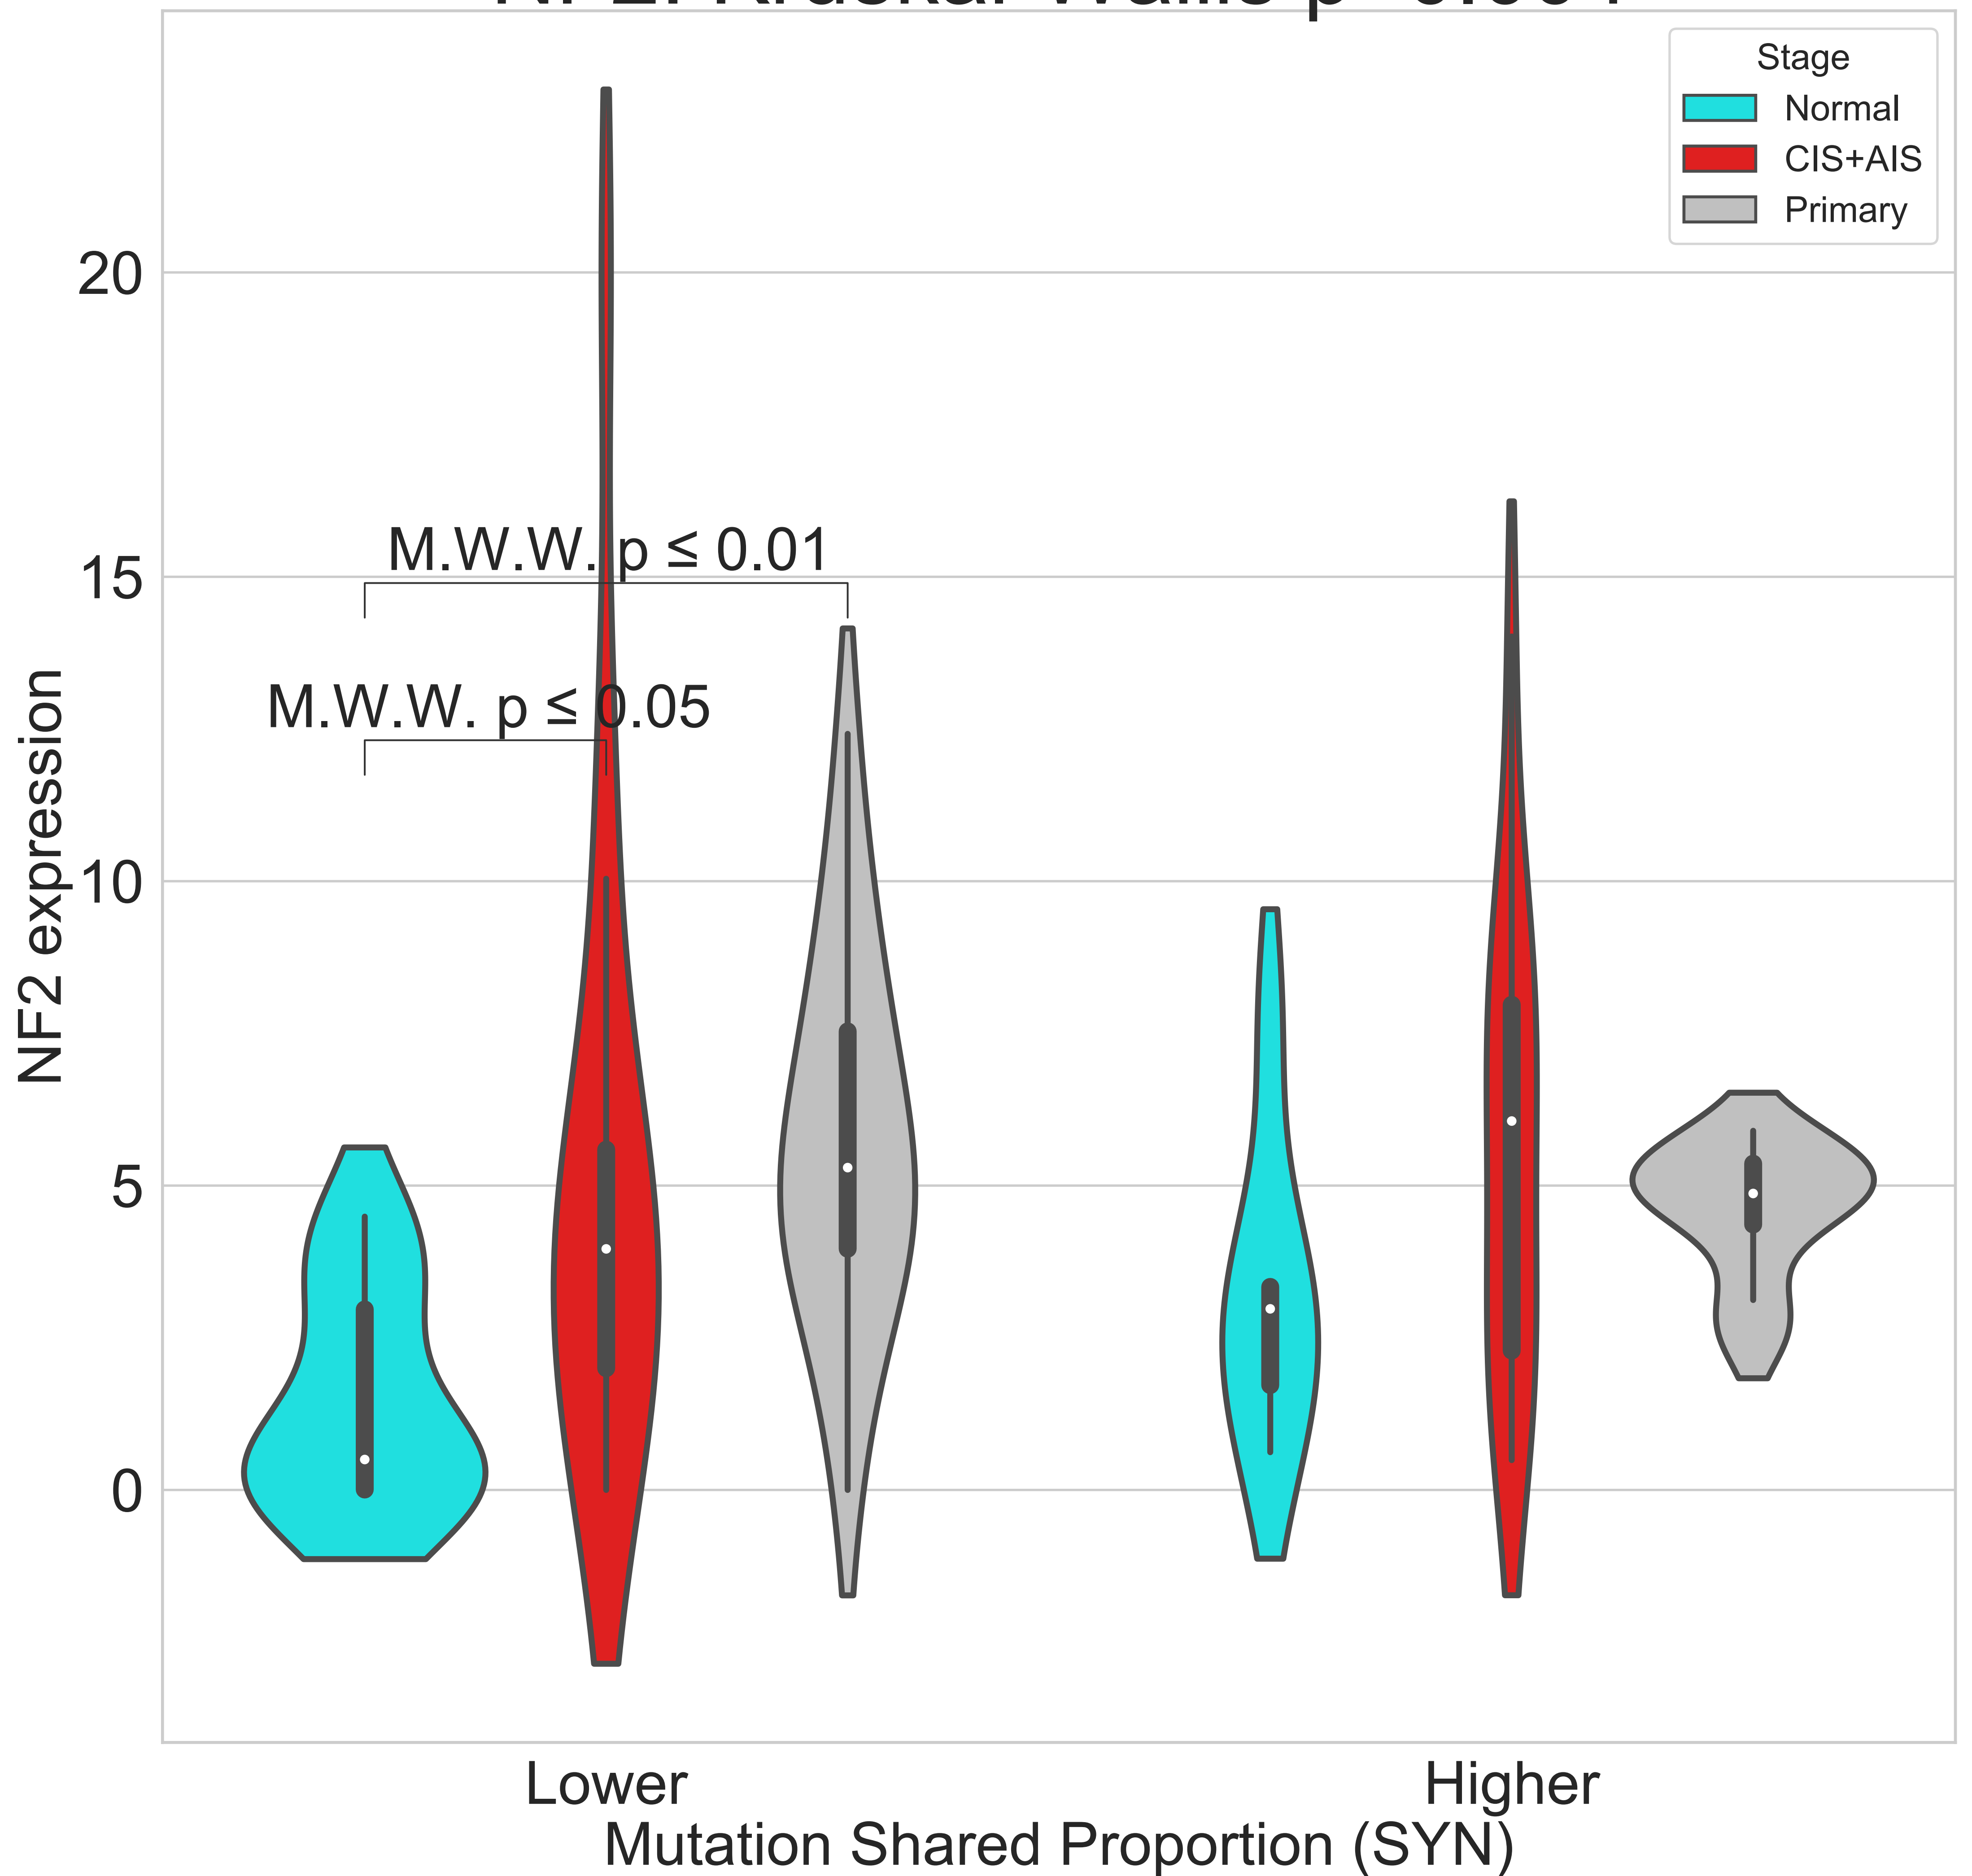 Stage
Normal
CIS+AIS
Primary
20
15
10
5
0
M.W.W. p ≤ 0.01
M.W.W. p ≤ 0.05
NF2 expression
Lower
Higher
Mutation Shared Proportion (SYN)